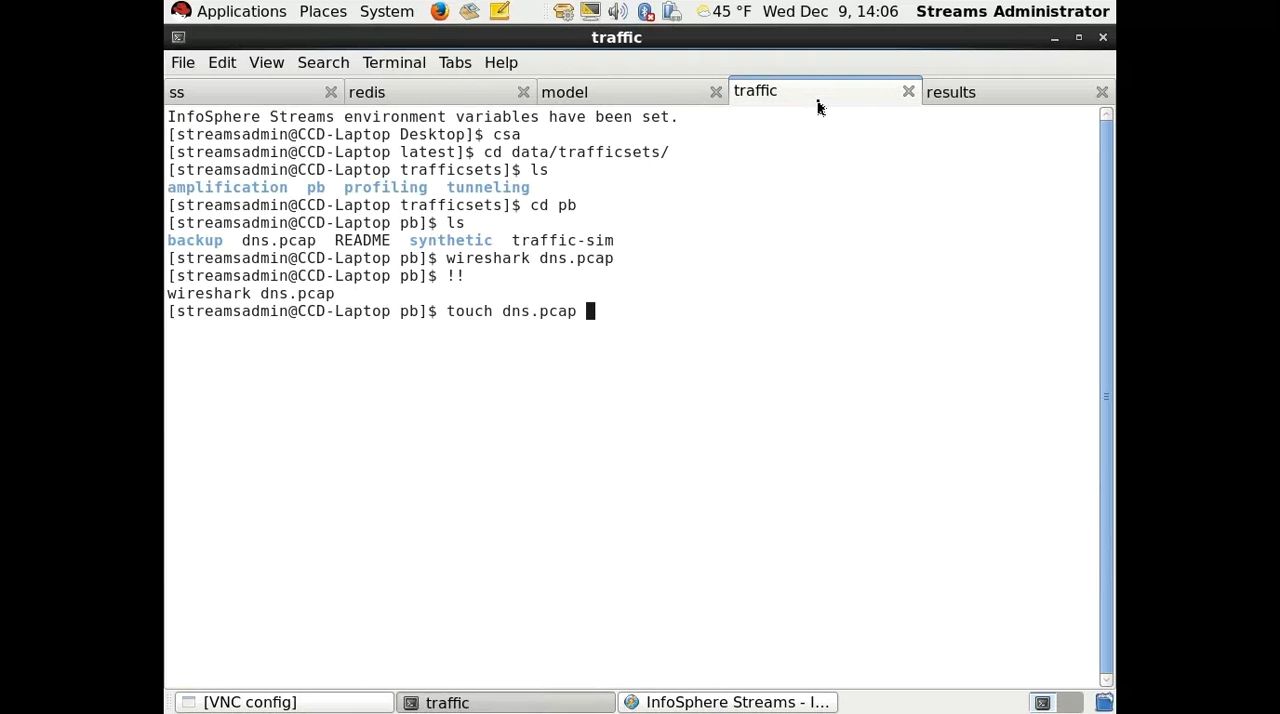 Applications Places System 45 °F Wed Dec 9, 14:06 Streams Administrator
traffic
File Edit View Search Terminal Tabs Help
ss redis model traffic results
InfoSphere Streams environment variables have been set.
[streamsadmin@CCD-Laptop Desktop]$ csa
[streamsadmin@CCD-Laptop latest]$ cd data/trafficsets/
[streamsadmin@CCD-Laptop trafficsets]$ ls
amplification pb profiling tunneling
[streamsadmin@CCD-Laptop trafficsets]$ cd pb
[streamsadmin@CCD-Laptop pb]$ ls
backup dns.pcap README synthetic traffic-sim
[streamsadmin@CCD-Laptop pb]$ wireshark dns.pcap
[streamsadmin@CCD-Laptop pb]$ !!
wireshark dns.pcap
[streamsadmin@CCD-Laptop pb]$ touch dns.pcap
[VNC config] traffic InfoSphere Streams - I...